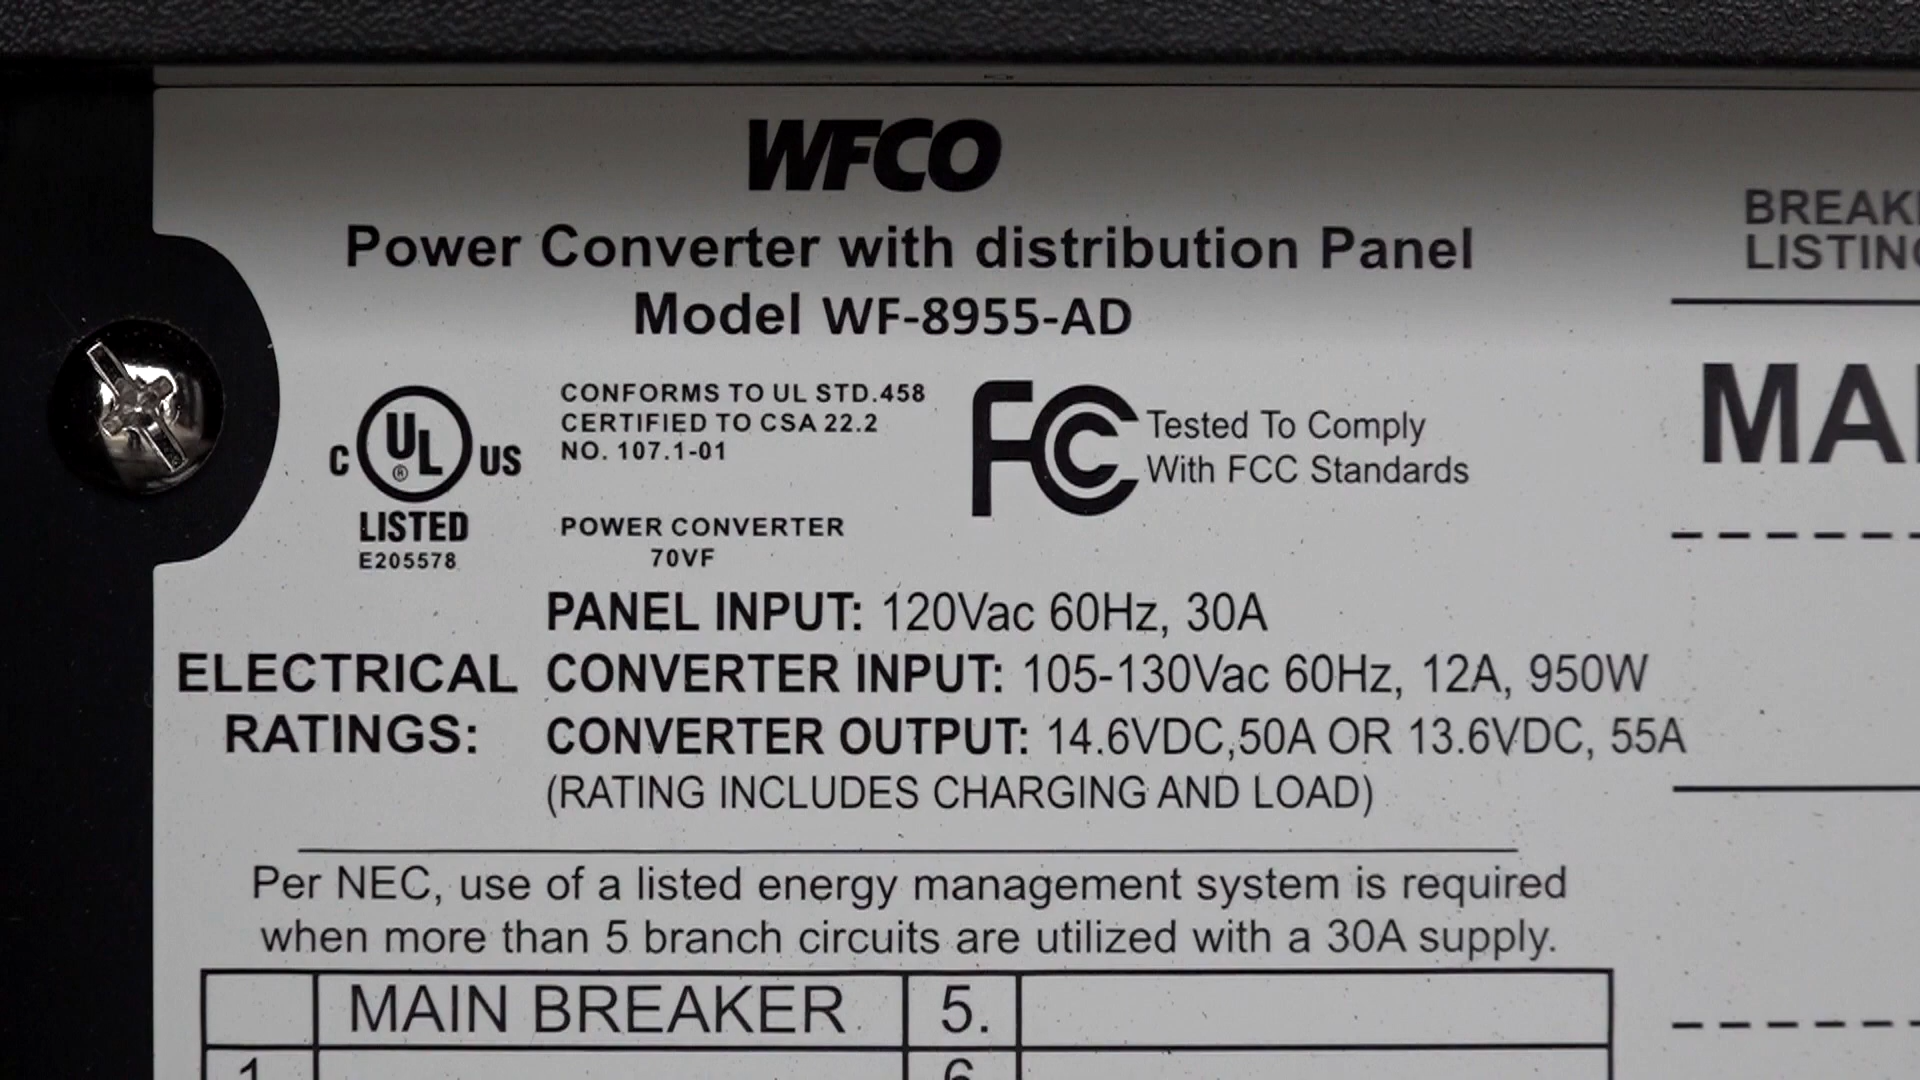 WFCO
Power Converter with distribution Panel
Model WF-8955-AD
C UL ® US
LISTED
E205578
CONFORMS TO UL STD.458
CERTIFIED TO CSA 22.2
NO. 107.1-01
POWER CONVERTER
70VF
FC Tested To Comply
With FCC Standards
ELECTRICAL
RATINGS:
PANEL INPUT: 120Vac 60Hz, 30A
CONVERTER INPUT: 105-130Vac 60Hz, 12A, 950W
CONVERTER OUTPUT: 14.6VDC,50A OR 13.6VDC, 55A
(RATING INCLUDES CHARGING AND LOAD)
Per NEC, use of a listed energy management system is required
when more than 5 branch circuits are utilized with a 30A supply.
MAIN BREAKER 5.
1 6